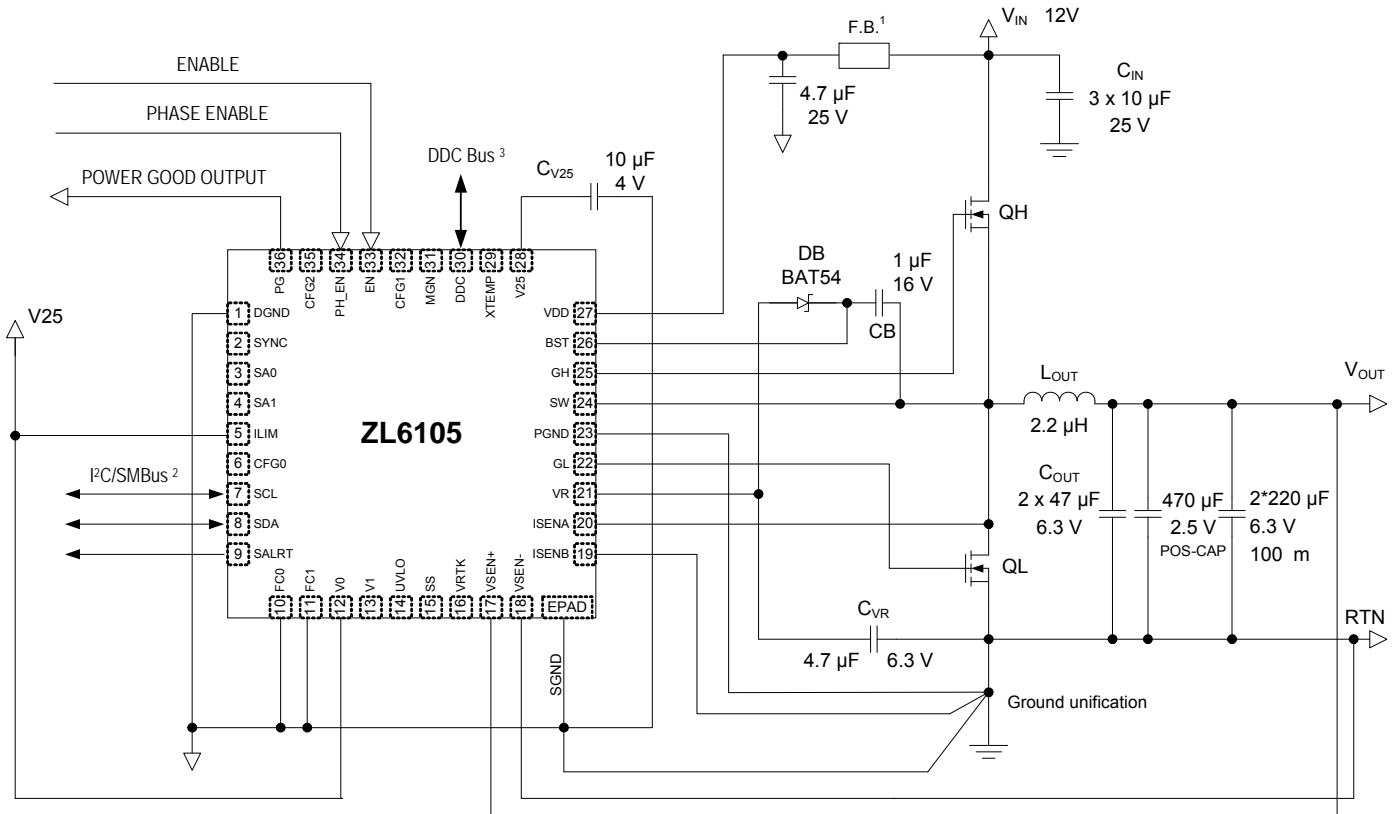 V_IN 12V
F.B.¹
ENABLE
4.7 µF
25 V
C_IN
3 x 10 µF
25 V
PHASE ENABLE
DDC Bus ³
C_V25
10 µF
4 V
POWER GOOD OUTPUT
QH
36 35 34 33 32 31 30 29 28
PG CFG2 PH_EN EN CFG1 MGN DDC XTEMP V25
DB
BAT54
1 µF
16 V
CB
V25
1 DGND
2 SYNC
3 SA0
4 SA1
5 ILIM
6 CFG0
7 SCL
8 SDA
9 SALRT
I²C/SMBus ²
ZL6105
VDD 27
BST 26
GH 25
SW 24
PGND 23
GL 22
VR 21
ISENA 20
ISENB 19
L_OUT
2.2 µH
V_OUT
C_OUT
2 x 47 µF
6.3 V
470 µF
2.5 V
POS-CAP
2*220 µF
6.3 V
100 m
QL
FC0 FC1 V0 V1 UVLO SS VRTK VSEN+ VSEN-
10 11 12 13 14 15 16 17 18
EPAD
C_VR
4.7 µF 6.3 V
RTN
SGND
Ground unification